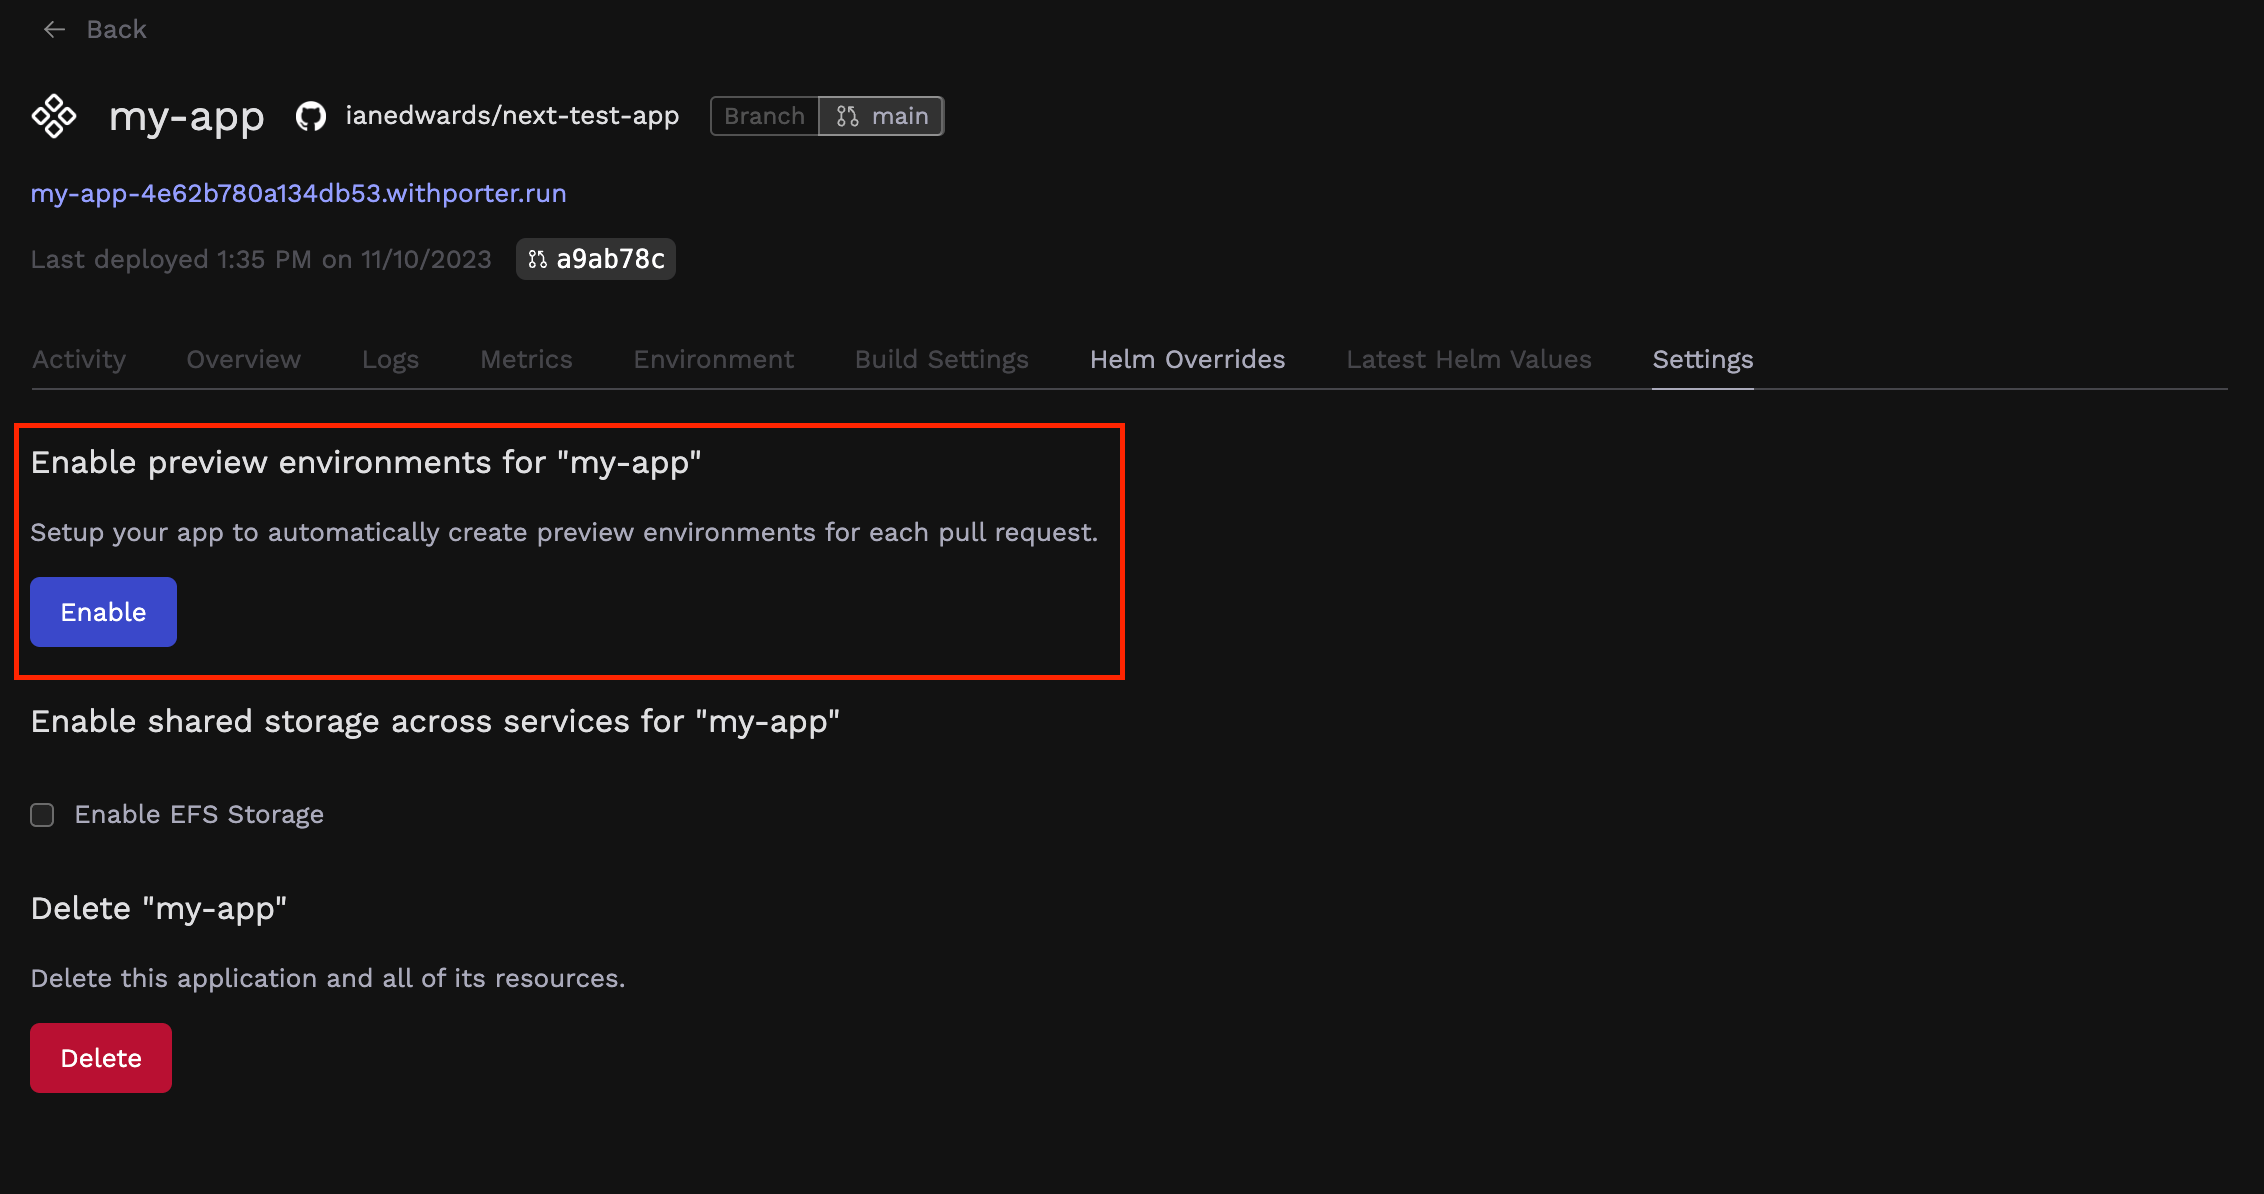 Back
my-app ianedwards/next-test-app Branch main
my-app-4e62b780a134db53.withporter.run
Last deployed 1:35 PM on 11/10/2023 a9ab78c
Activity Overview Logs Metrics Environment Build Settings Helm Overrides Latest Helm Values Settings
Enable preview environments for "my-app"
Setup your app to automatically create preview environments for each pull request.
Enable
Enable shared storage across services for "my-app"
Enable EFS Storage
Delete "my-app"
Delete this application and all of its resources.
Delete